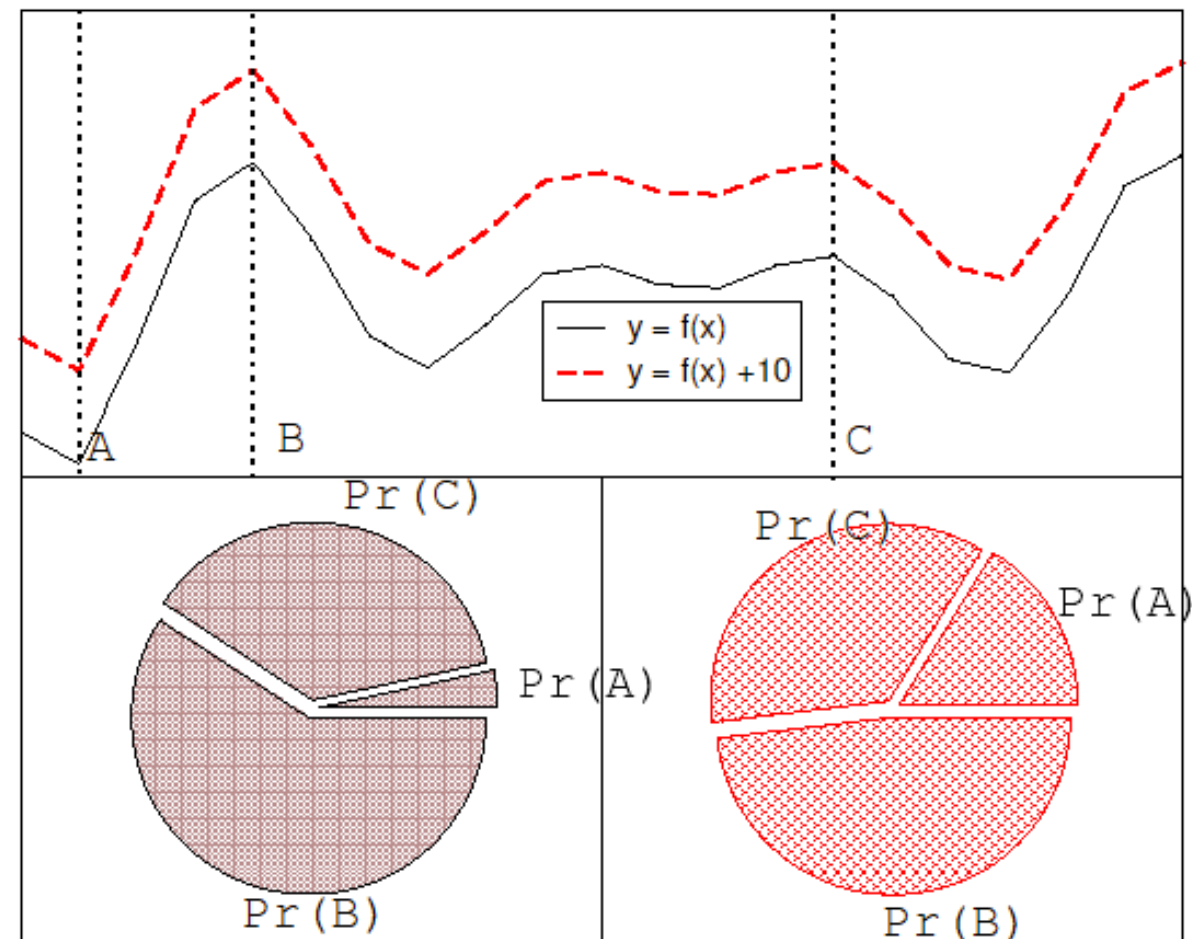 y = f(x)
y = f(x) +10
A
B
C
Pr(C)
Pr(A)
Pr(B)
Pr(C)
Pr(A)
Pr(B)